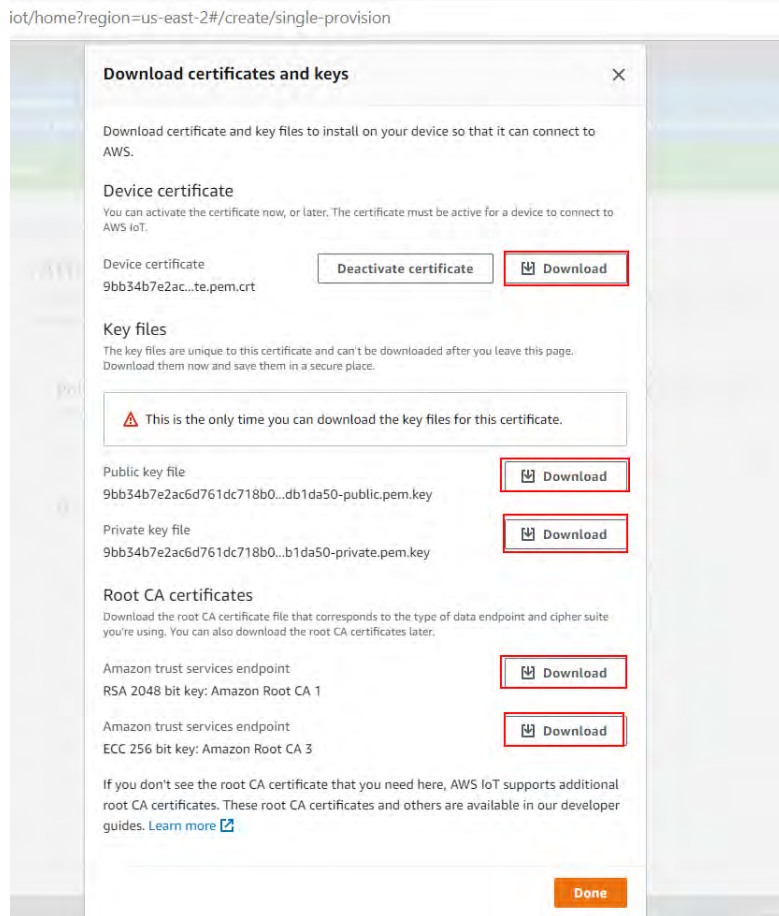 iot/home?region=us-east-2#/create/single-provision
Download certificates and keys
Download certificate and key files to install on your device so that it can connect to
AWS.
Device certificate
You can activate the certificate now, or later. The certificate must be active for a device to connect to
AWS IoT.
Device certificate
9bb34b7e2ac...te.pem.crt
Deactivate certificate
Download
Key files
The key files are unique to this certificate and can't be downloaded after you leave this page.
Download them now and save them in a secure place.
This is the only time you can download the key files for this certificate.
Public key file
9bb34b7e2ac6d761dc718b0...db1da50-public.pem.key
Download
Private key file
9bb34b7e2ac6d761dc718b0...b1da50-private.pem.key
Download
Root CA certificates
Download the root CA certificate file that corresponds to the type of data endpoint and cipher suite
you're using. You can also download the root CA certificates later.
Amazon trust services endpoint
RSA 2048 bit key: Amazon Root CA 1
Download
Amazon trust services endpoint
ECC 256 bit key: Amazon Root CA 3
Download
If you don't see the root CA certificate that you need here, AWS IoT supports additional
root CA certificates. These root CA certificates and others are available in our developer
guides. Learn more
Done